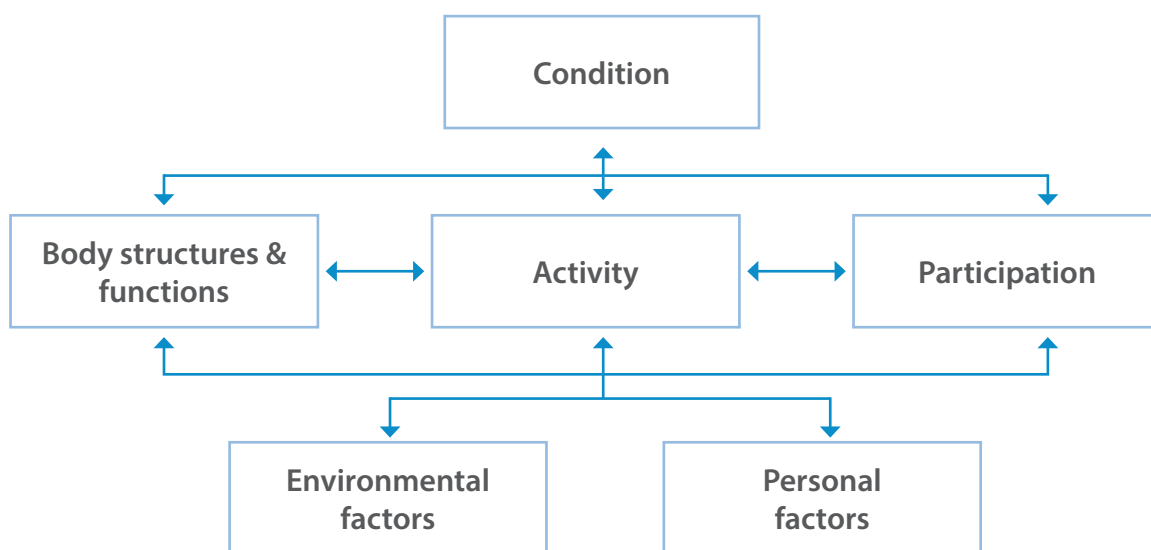 Condition
Body structures &
functions
Activity
Participation
Environmental
factors
Personal
factors